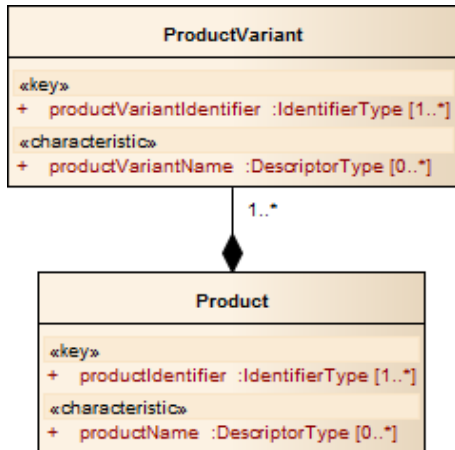 ProductVariant
«key»
+ productVariantIdentifier :IdentifierType [1..*]
«characteristic»
+ productVariantName :DescriptorType [0..*]
1..*
Product
«key»
+ productIdentifier :IdentifierType [1..*]
«characteristic»
+ productName :DescriptorType [0..*]